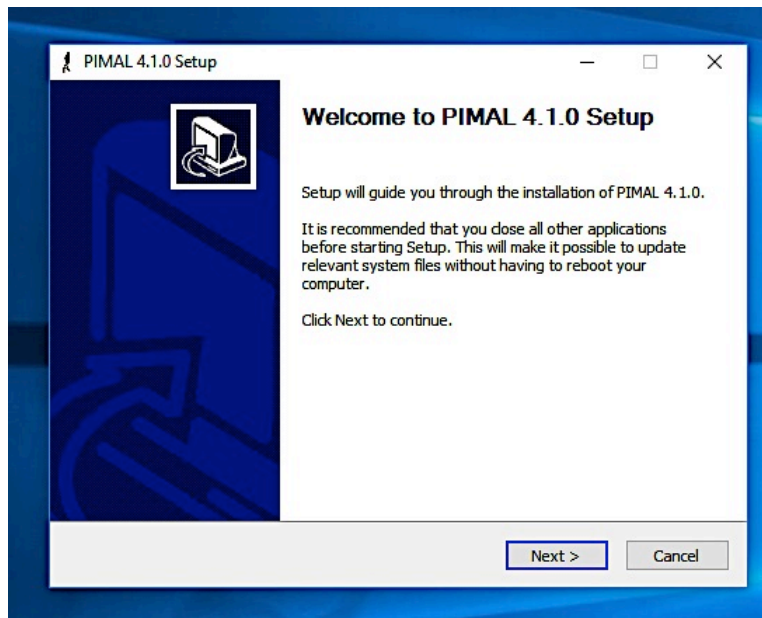 PIMAL 4.1.0 Setup
Welcome to PIMAL 4.1.0 Setup
Setup will guide you through the installation of PIMAL 4.1.0.
It is recommended that you close all other applications
before starting Setup. This will make it possible to update
relevant system files without having to reboot your
computer.
Click Next to continue.
Next >
Cancel